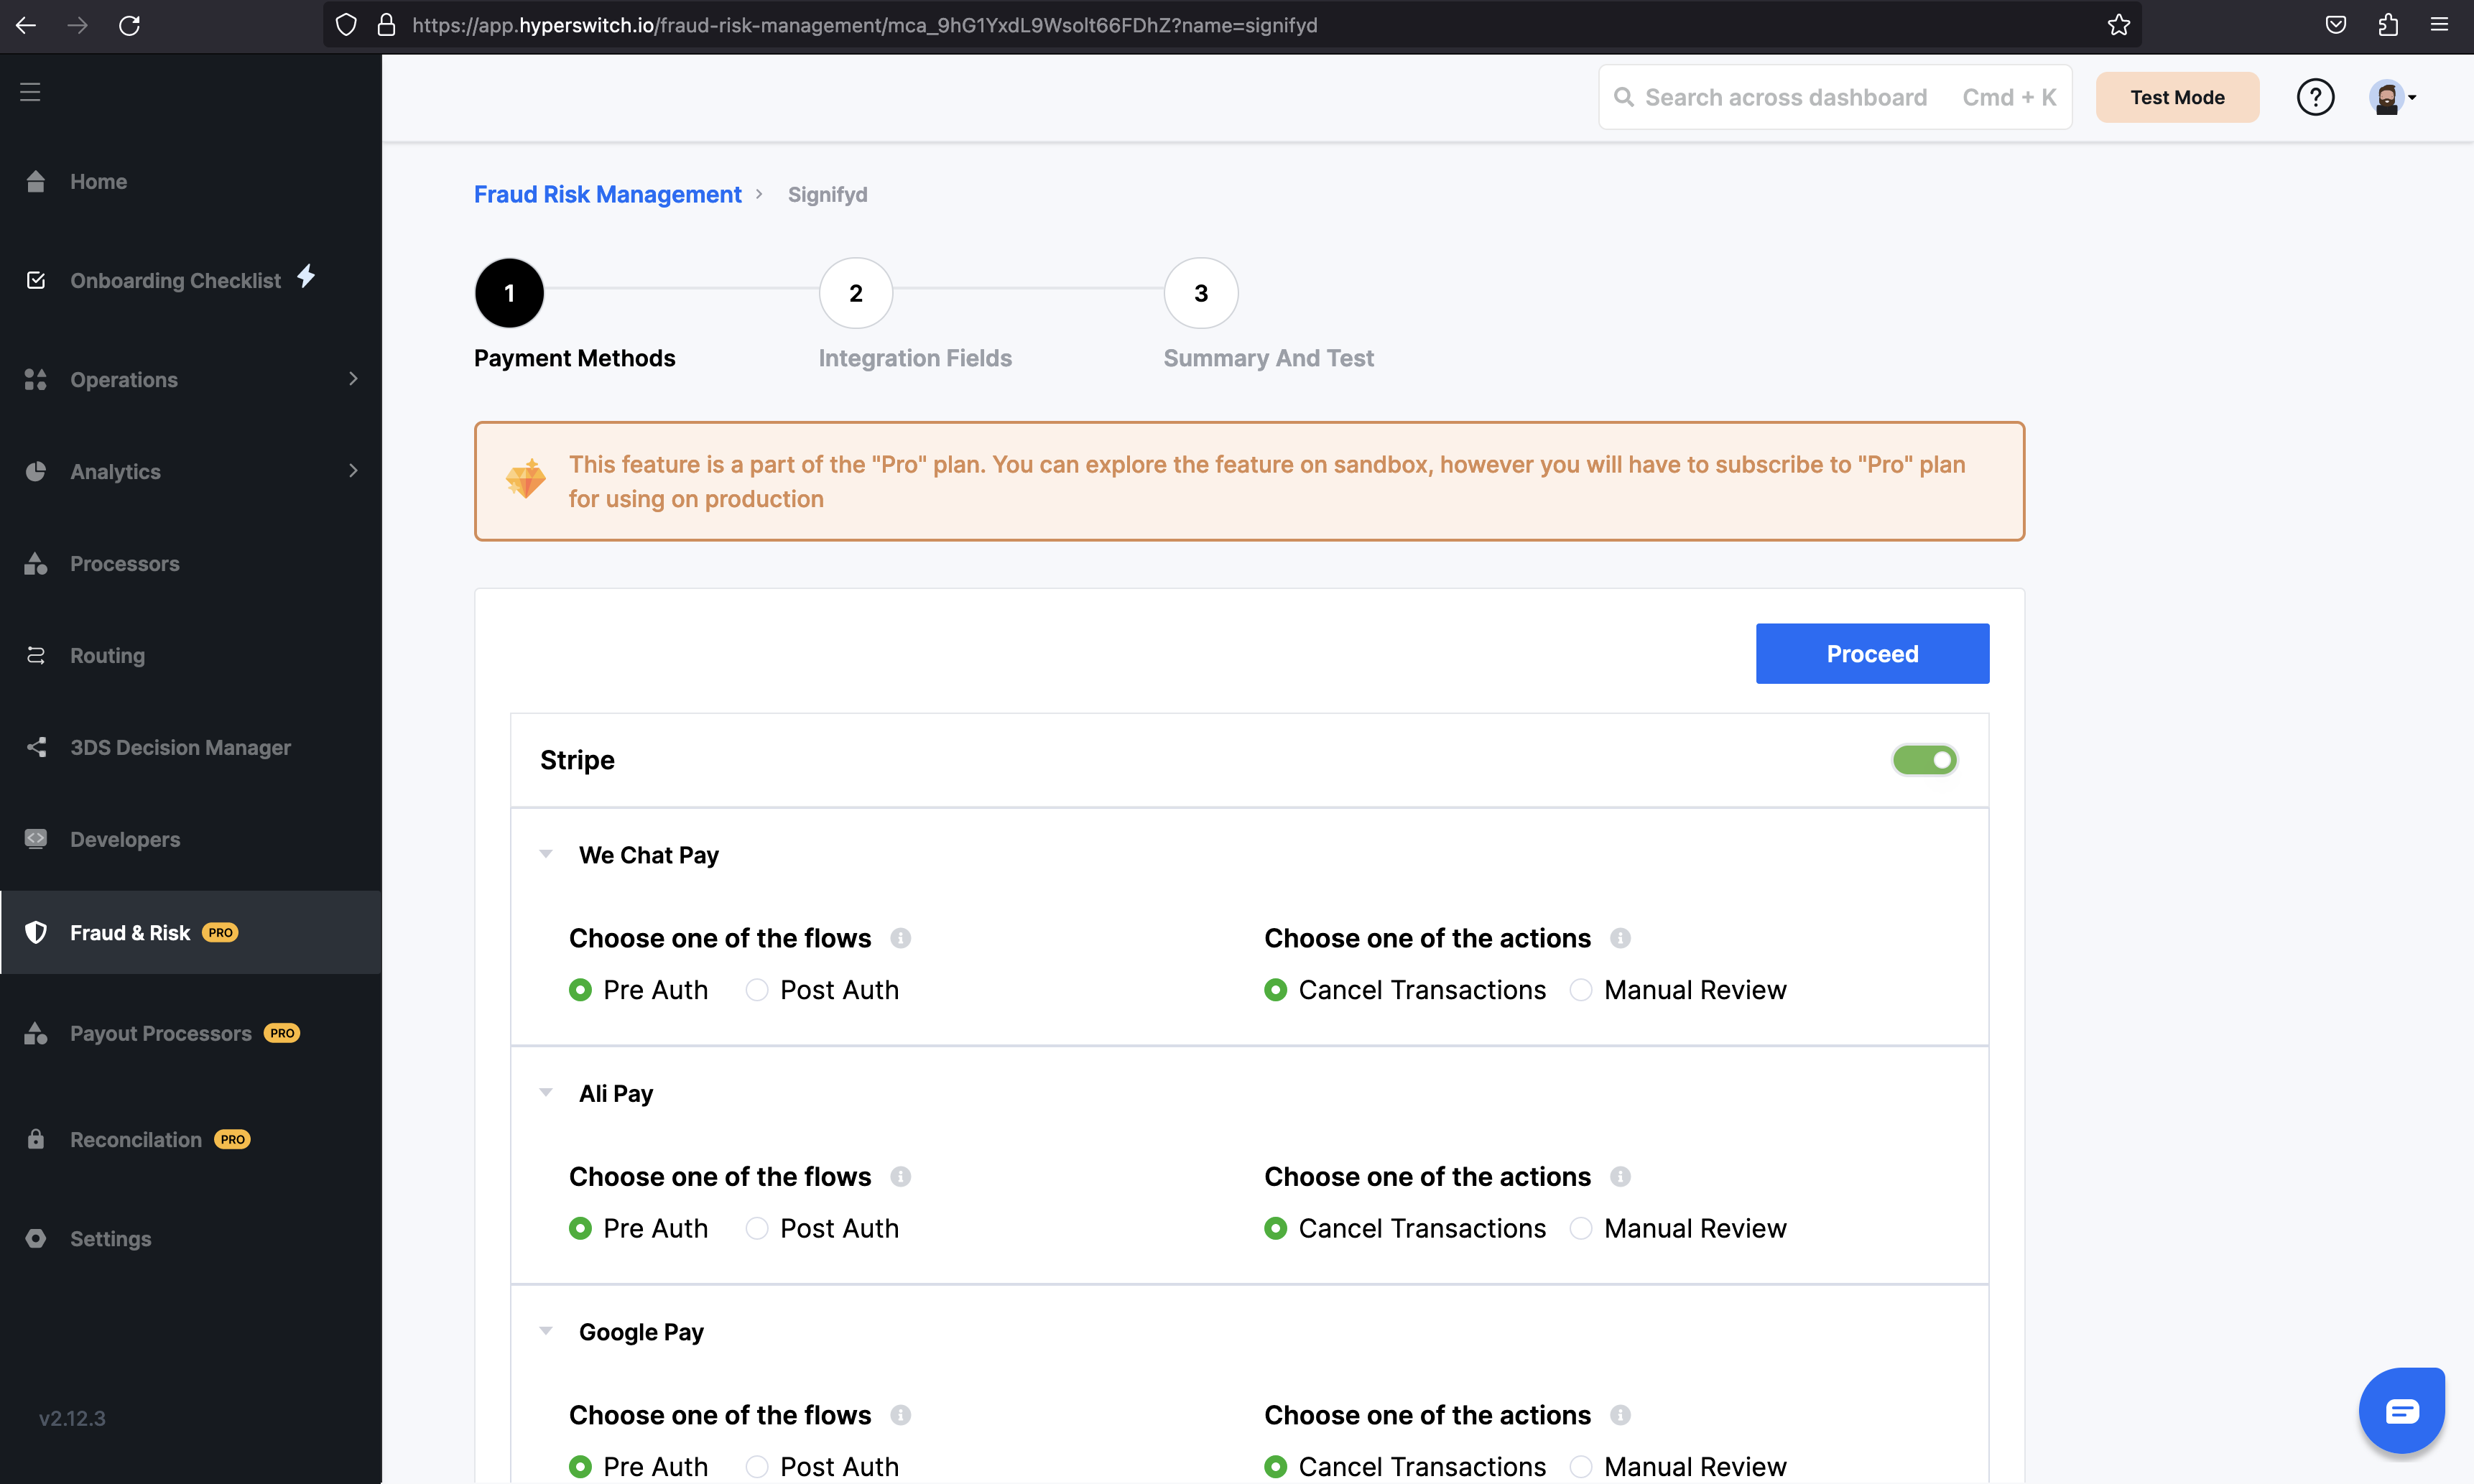 https://app.hyperswitch.io/fraud-risk-management/mca_9hG1YxdL9Wsolt66FDhZ?name=signifyd
Search across dashboard Cmd + K
Test Mode
?
Home
Onboarding Checklist
Operations
Analytics
Processors
Routing
3DS Decision Manager
Developers
Fraud & Risk PRO
Payout Processors PRO
Reconcilation PRO
Settings
v2.12.3
Fraud Risk Management > Signifyd
1 2 3
Payment Methods Integration Fields Summary And Test
This feature is a part of the "Pro" plan. You can explore the feature on sandbox, however you will have to subscribe to "Pro" plan
for using on production
Proceed
Stripe
We Chat Pay
Choose one of the flows Choose one of the actions
Pre Auth Post Auth Cancel Transactions Manual Review
Ali Pay
Choose one of the flows Choose one of the actions
Pre Auth Post Auth Cancel Transactions Manual Review
Google Pay
Choose one of the flows Choose one of the actions
Pre Auth Post Auth Cancel Transactions Manual Review